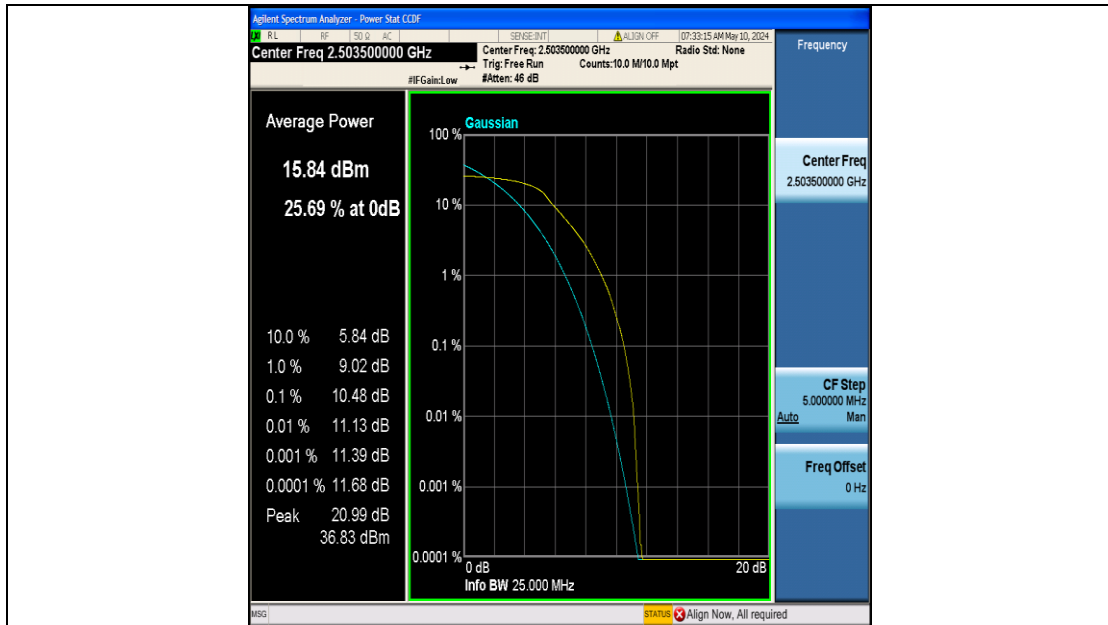 Agilent Spectrum Analyzer - Power Stat CCDF
RL RF 50 Ω AC SENSE:INT ALIGN OFF 07:33:15 AM May 10, 2024
Center Freq 2.503500000 GHz
Center Freq: 2.503500000 GHz Radio Std: None
Trig: Free Run Counts:10.0 M/10.0 Mpt
#IFGain:Low #Atten: 46 dB
Frequency
Average Power
15.84 dBm
25.69 % at 0dB
10.0 % 5.84 dB
1.0 % 9.02 dB
0.1 % 10.48 dB
0.01 % 11.13 dB
0.001 % 11.39 dB
0.0001 % 11.68 dB
Peak 20.99 dB
36.83 dBm
Gaussian
100 %
10 %
1 %
0.1 %
0.01 %
0.001 %
0.0001 %
0 dB 20 dB
Info BW 25.000 MHz
Center Freq
2.503500000 GHz
CF Step
5.000000 MHz
Auto Man
Freq Offset
0 Hz
MSG STATUS Align Now, All required